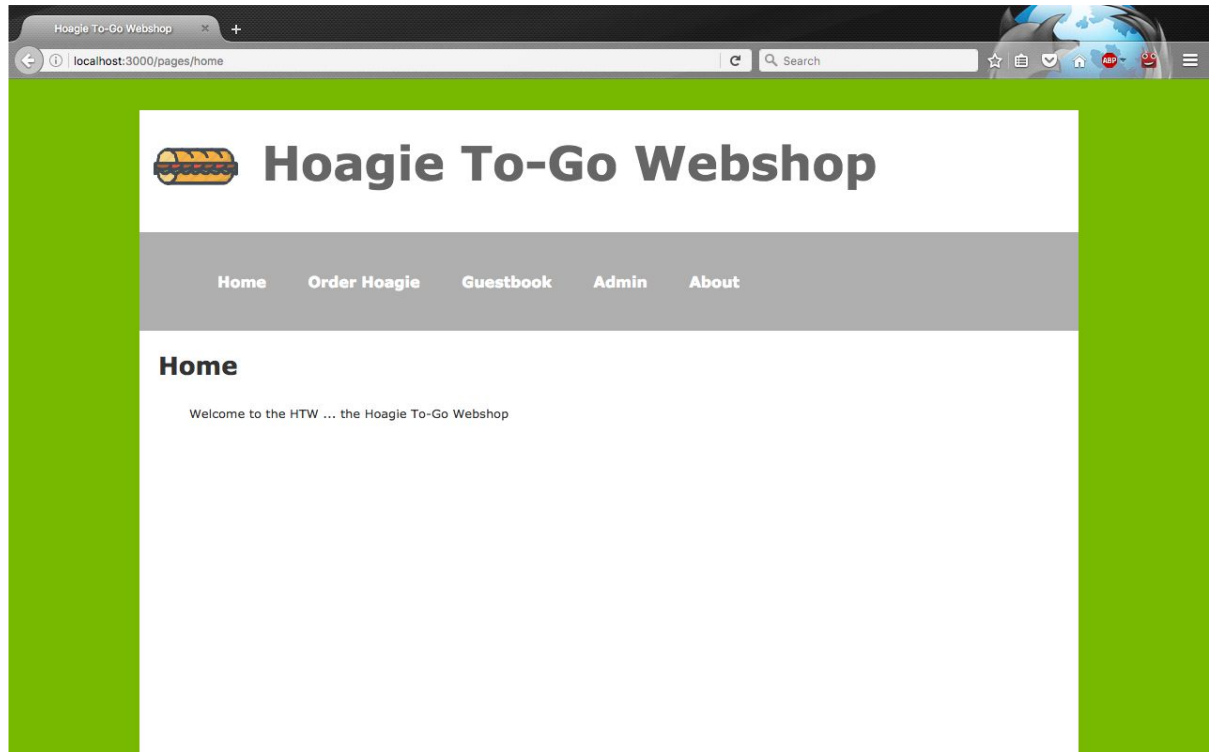 Hoagie To-Go Webshop
localhost:3000/pages/home
Search
ABP
Hoagie To-Go Webshop
Home Order Hoagie Guestbook Admin About
Home
Welcome to the HTW ... the Hoagie To-Go Webshop